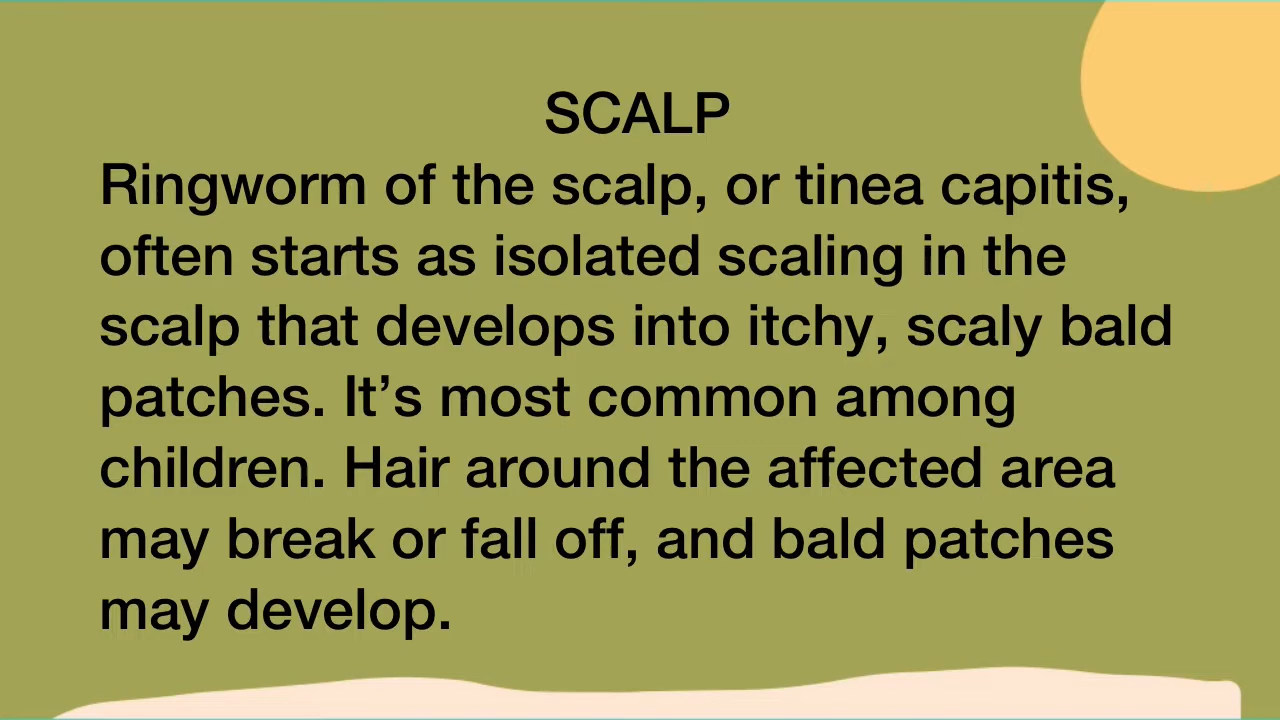 SCALP
Ringworm of the scalp, or tinea capitis,
often starts as isolated scaling in the
scalp that develops into itchy, scaly bald
patches. It’s most common among
children. Hair around the affected area
may break or fall off, and bald patches
may develop.